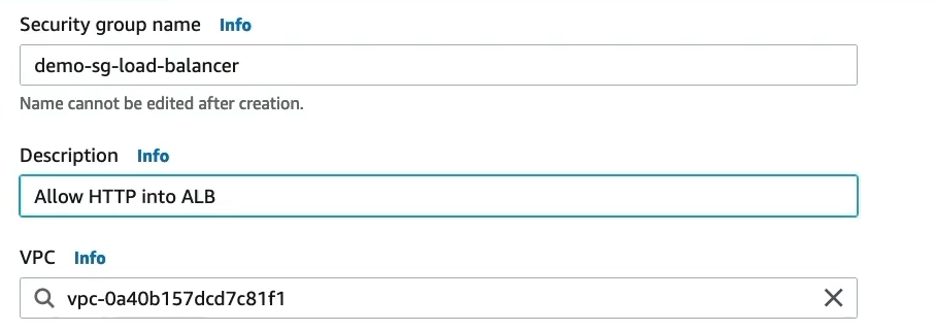 Security group name Info
demo-sg-load-balancer
Name cannot be edited after creation.
Description Info
Allow HTTP into ALB
VPC Info
vpc-0a40b157dcd7c81f1